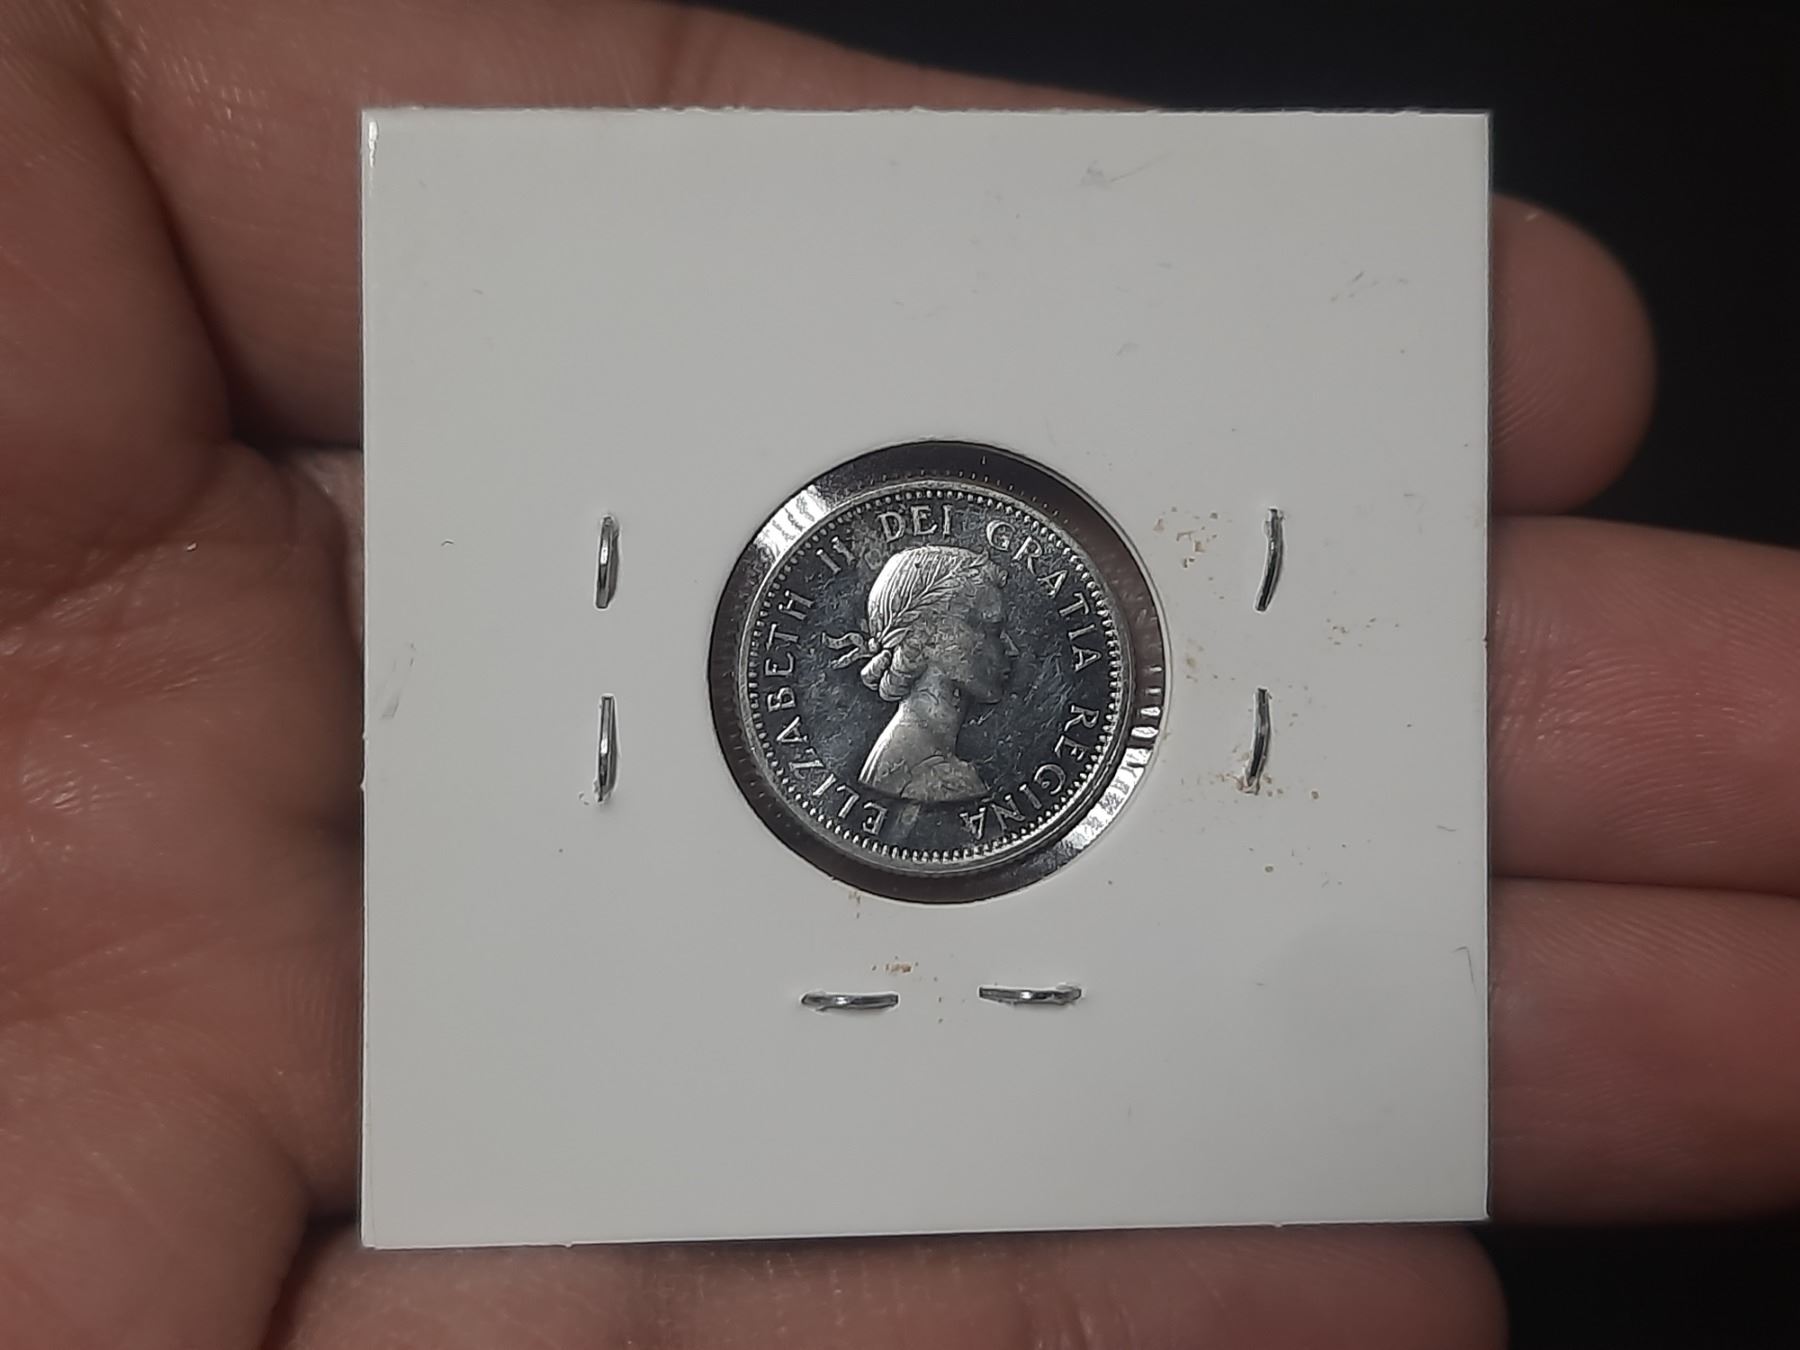 ELIZABETH II DEI GRATIA REGINA